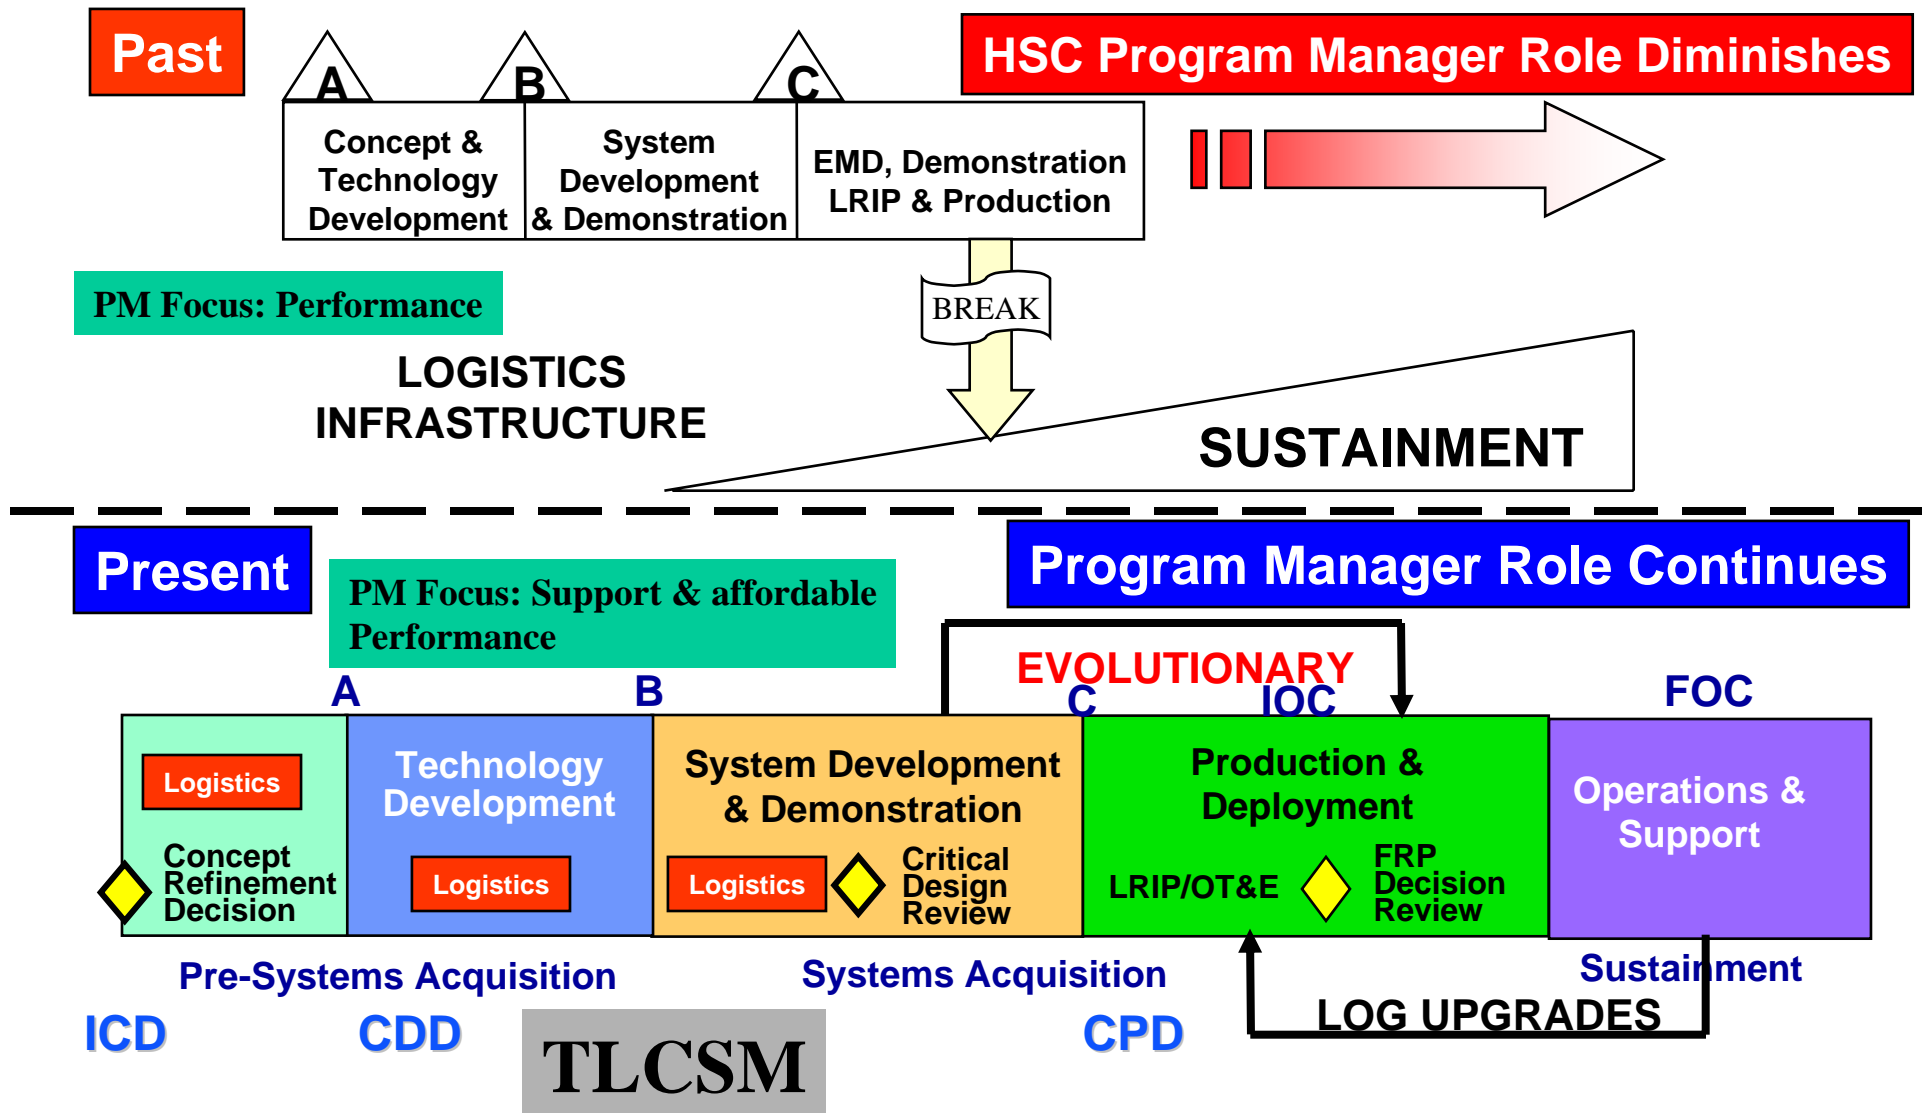 Past
HSC Program Manager Role Diminishes
A
B
C
Concept &
Technology
Development
System
Development
& Demonstration
EMD, Demonstration
LRIP & Production
PM Focus: Performance
BREAK
LOGISTICS
INFRASTRUCTURE
SUSTAINMENT
Present
Program Manager Role Continues
PM Focus: Support & affordable
Performance
EVOLUTIONARY
A
B
C
IOC
FOC
Logistics
Concept
Refinement
Decision
Technology
Development
Logistics
System Development
& Demonstration
Logistics
Critical
Design
Review
Production &
Deployment
LRIP/OT&E
FRP
Decision
Review
Operations &
Support
Pre-Systems Acquisition
Systems Acquisition
Sustainment
LOG UPGRADES
ICD
CDD
CPD
TLCSM